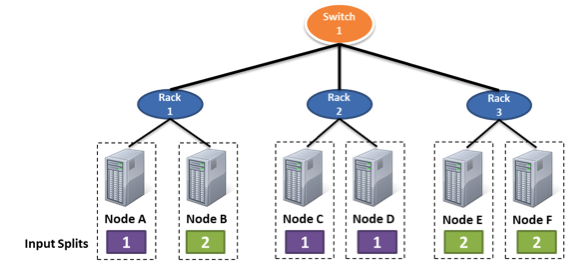 Switch
1
Rack
1
Rack
2
Rack
3
Node A
Node B
Node C
Node D
Node E
Node F
Input Splits
1
2
1
1
2
2